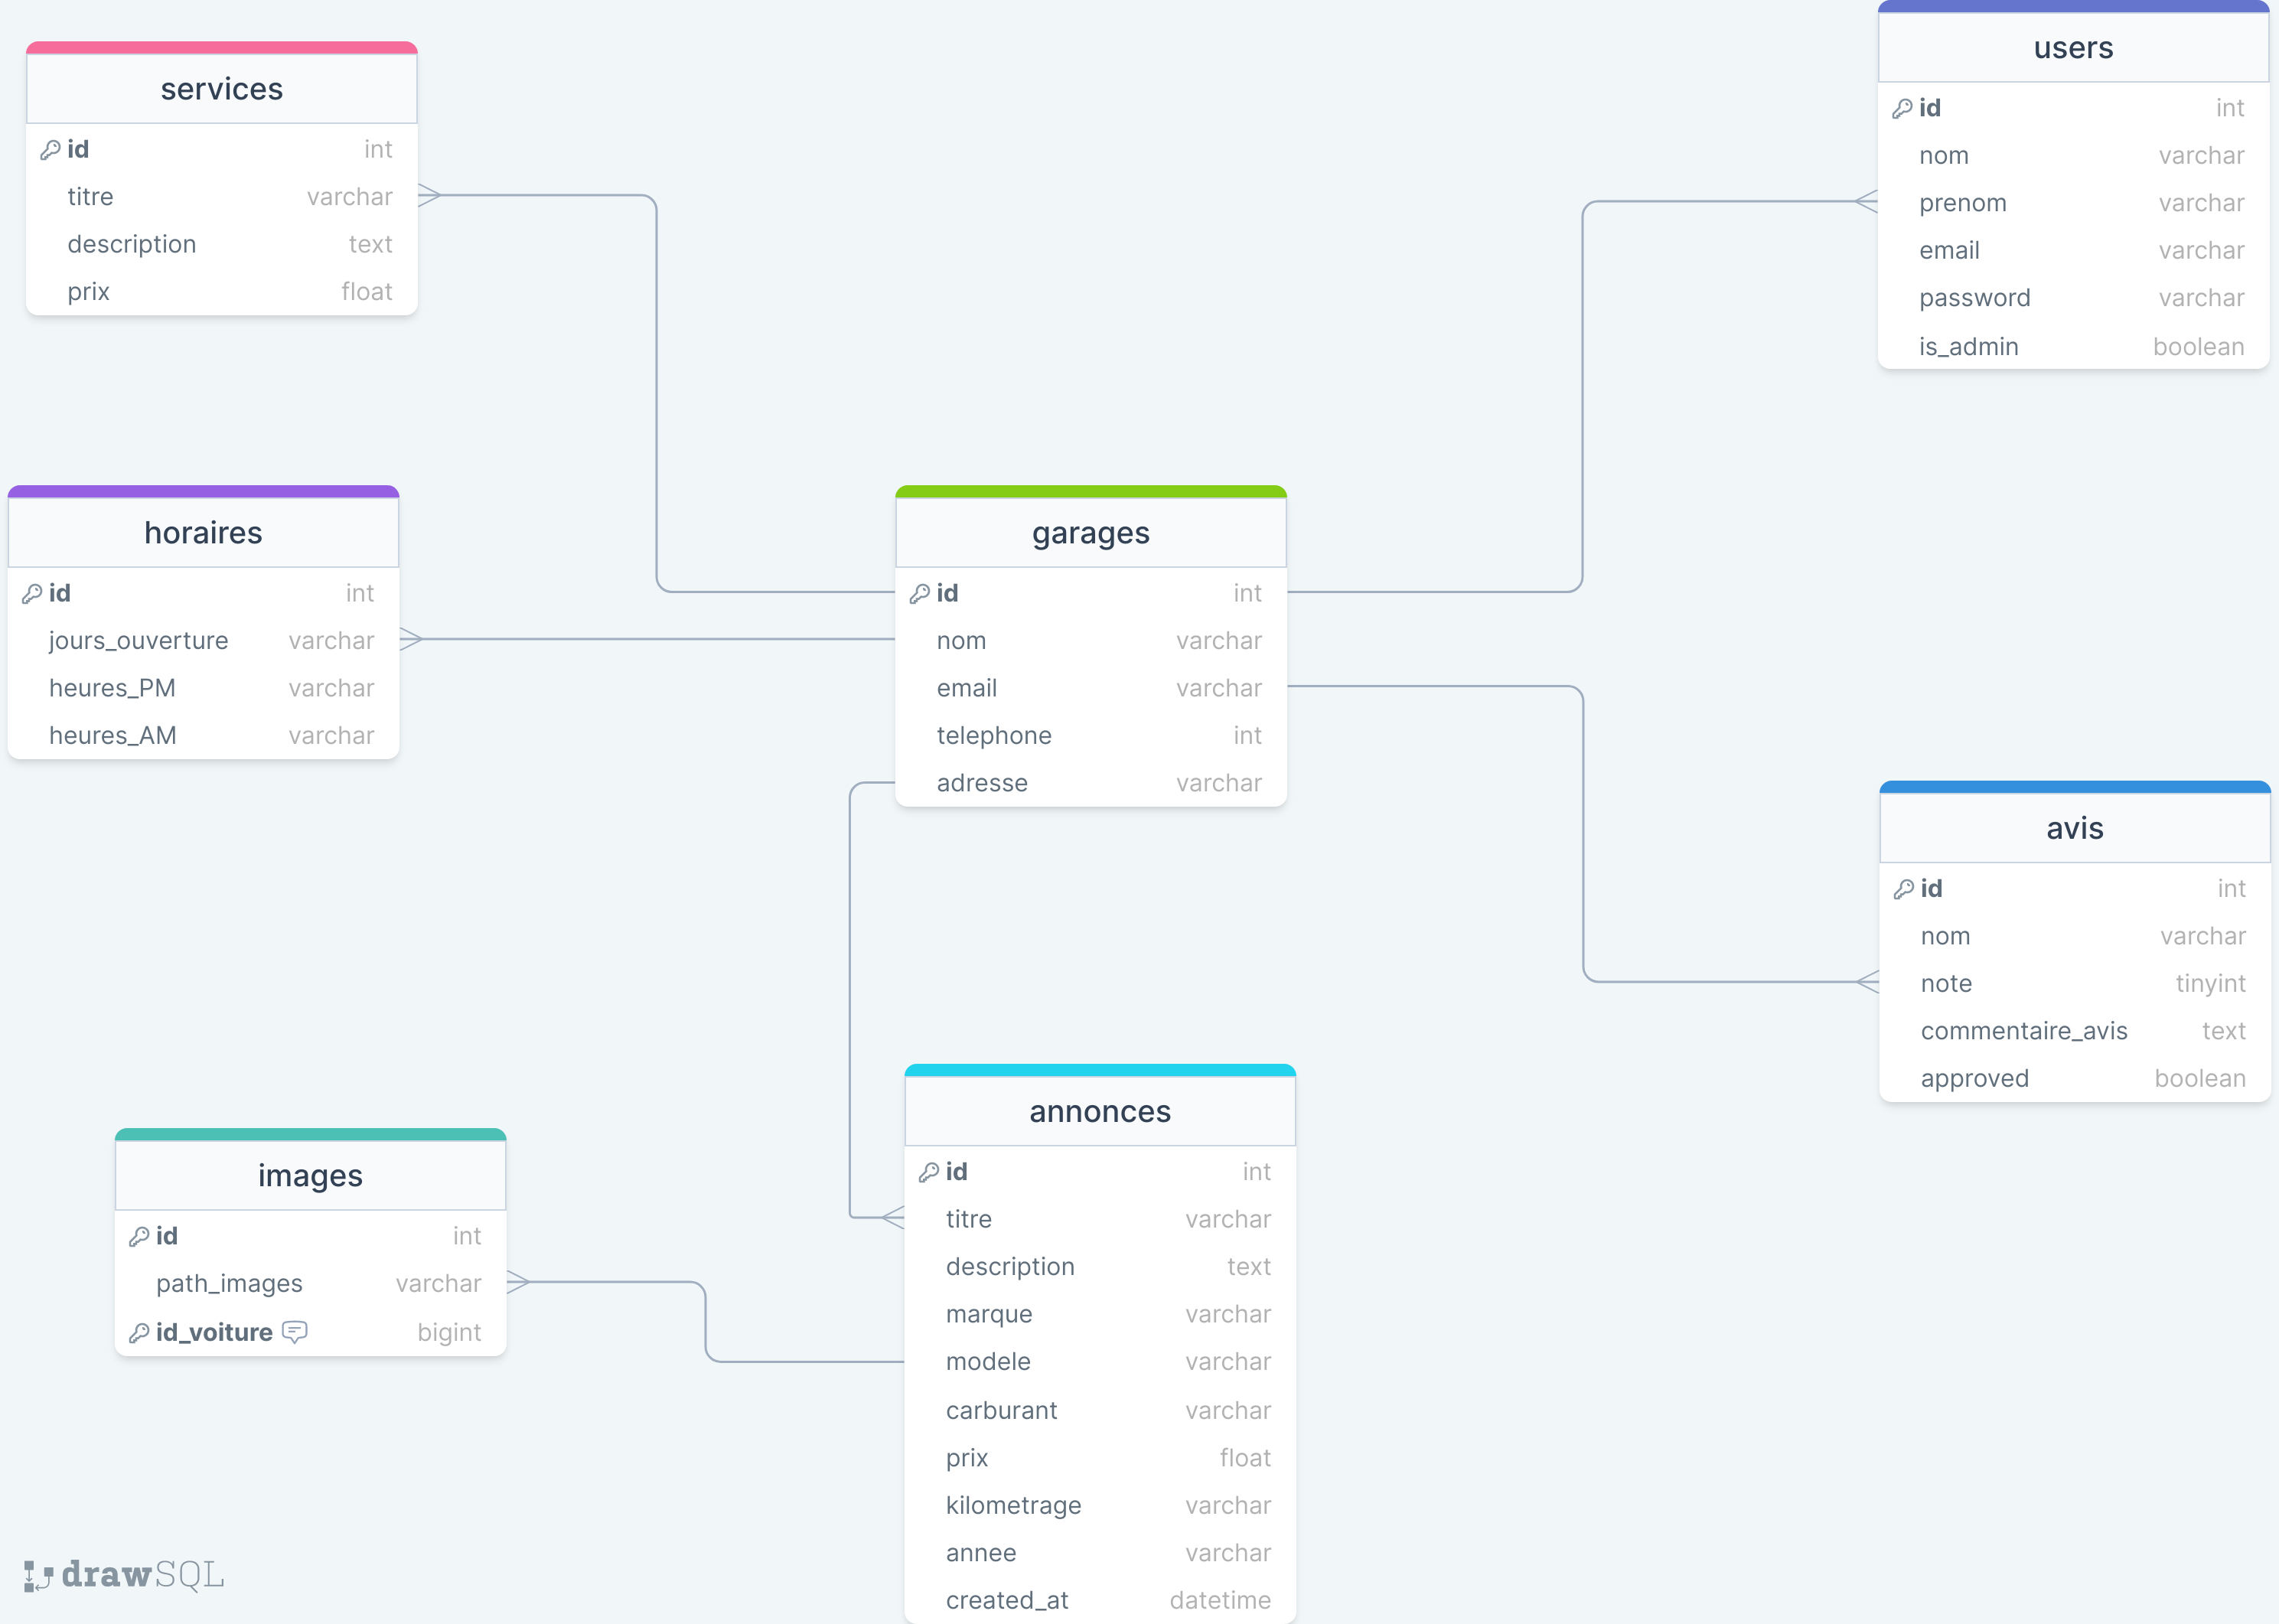 services
id int
titre varchar
description text
prix float
users
id int
nom varchar
prenom varchar
email varchar
password varchar
is_admin boolean
horaires
id int
jours_ouverture varchar
heures_PM varchar
heures_AM varchar
garages
id int
nom varchar
email varchar
telephone int
adresse varchar
avis
id int
nom varchar
note tinyint
commentaire_avis text
approved boolean
images
id int
path_images varchar
id_voiture bigint
annonces
id int
titre varchar
description text
marque varchar
modele varchar
carburant varchar
prix float
kilometrage varchar
annee varchar
created_at datetime
drawSQL